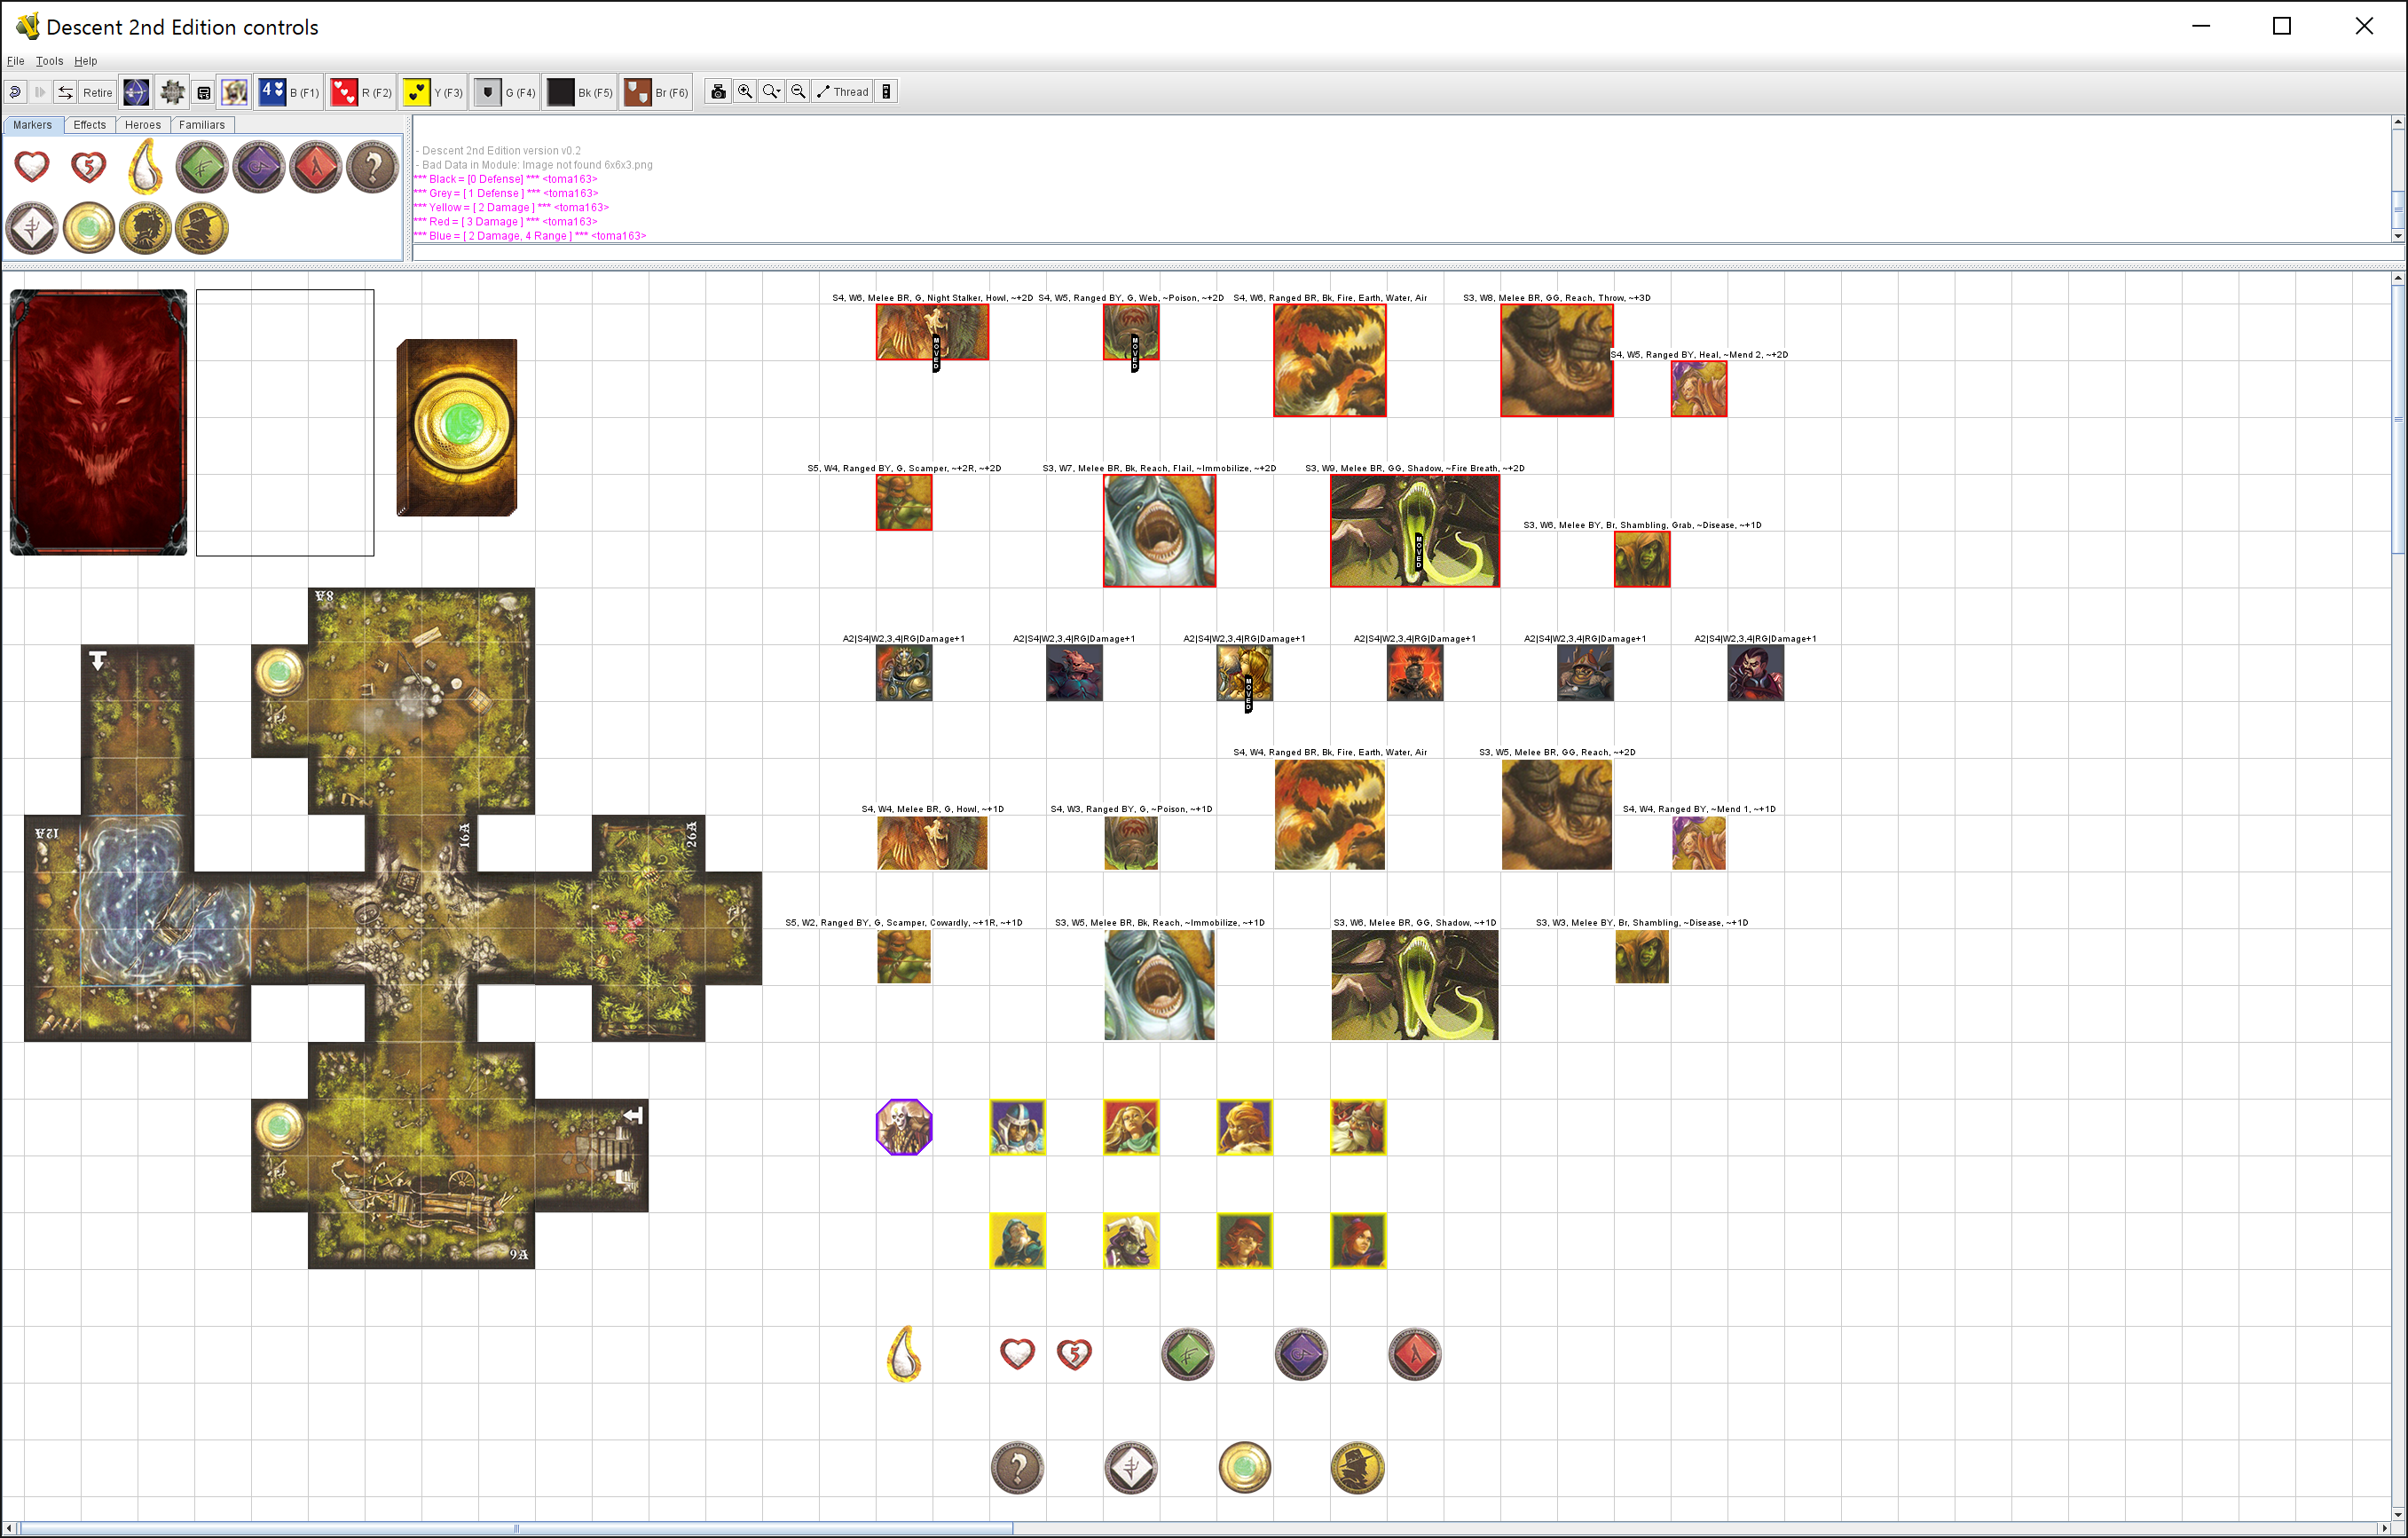 Descent 2nd Edition controls
File Tools Help
Retire 4 B (F1) R (F2) Y (F3) G (F4) Bk (F5) Br (F6) Thread
Markers Effects Heroes Familiars
5
?
- Descent 2nd Edition version v0.2
- Bad Data in Module: Image not found 6x6x3.png
*** Black = [0 Defense] *** <toma163>
*** Grey = [ 1 Defense ] *** <toma163>
*** Yellow = [ 2 Damage ] *** <toma163>
*** Red = [ 3 Damage ] *** <toma163>
*** Blue = [ 2 Damage, 4 Range ] *** <toma163>
S4, W6, Melee BR, G, Night Stalker, Howl, ~+2D
S4, W5, Ranged BY, G, Web, ~Poison, ~+2D
S4, W6, Ranged BR, Bk, Fire, Earth, Water, Air
S3, W8, Melee BR, GG, Reach, Throw, ~+3D
MOVED
MOVED
S4, W5, Ranged BY, Heal, ~Mend 2, ~+2D
S5, W4, Ranged BY, G, Scamper, ~+2R, ~+2D
S3, W7, Melee BR, Bk, Reach, Flail, ~Immobilize, ~+2D
S3, W9, Melee BR, GG, Shadow, ~Fire Breath, ~+2D
MOVED
S3, W6, Melee BY, Br, Shambling, Grab, ~Disease, ~+1D
8A
A2|S4|W2,3,4|RG|Damage+1
A2|S4|W2,3,4|RG|Damage+1
A2|S4|W2,3,4|RG|Damage+1
A2|S4|W2,3,4|RG|Damage+1
A2|S4|W2,3,4|RG|Damage+1
A2|S4|W2,3,4|RG|Damage+1
MOVED
S4, W4, Ranged BR, Bk, Fire, Earth, Water, Air
S3, W5, Melee BR, GG, Reach, ~+2D
S4, W4, Melee BR, G, Howl, ~+1D
S4, W3, Ranged BY, G, ~Poison, ~+1D
S4, W4, Ranged BY, ~Mend 1, ~+1D
12A
16A
26A
S5, W2, Ranged BY, G, Scamper, Cowardly, ~+1R, ~+1D
S3, W5, Melee BR, Bk, Reach, ~Immobilize, ~+1D
S3, W6, Melee BR, GG, Shadow, ~+1D
S3, W3, Melee BY, Br, Shambling, ~Disease, ~+1D
9A
5
?